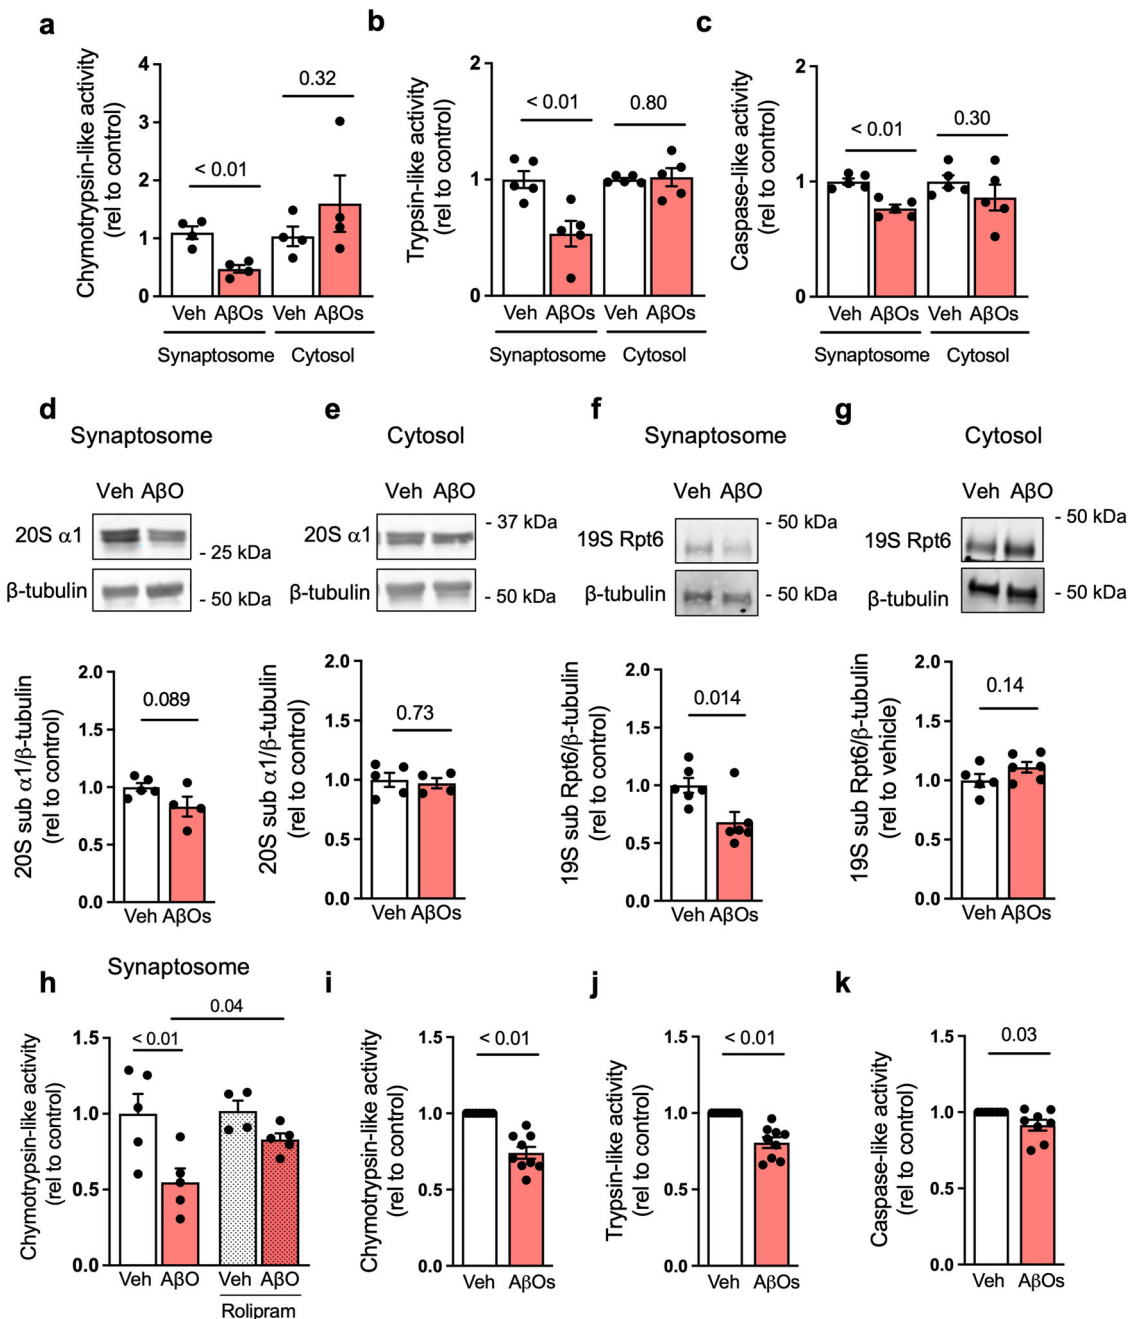 a
Chymotrypsin-like activity
(rel to control)
4
3
2
1
0
< 0.01
0.32
Veh AβOs Veh AβOs
Synaptosome Cytosol
b
Trypsin-like activity
(rel to control)
2
1
0
< 0.01
0.80
Veh AβOs Veh AβOs
Synaptosome Cytosol
c
Caspase-like activity
(rel to control)
2
1
0
< 0.01
0.30
Veh AβOs Veh AβOs
Synaptosome Cytosol
d
Synaptosome
Veh AβO
20S α1
- 25 kDa
β-tubulin
- 50 kDa
20S sub α1/β-tubulin
(rel to control)
2.0
1.5
1.0
0.5
0.0
0.089
Veh AβOs
e
Cytosol
Veh AβO
- 37 kDa
20S α1
β-tubulin
- 50 kDa
20S sub α1/β-tubulin
(rel to control)
2.0
1.5
1.0
0.5
0.0
0.73
Veh AβOs
f
Synaptosome
Veh AβO
- 50 kDa
19S Rpt6
β-tubulin
- 50 kDa
19S sub Rpt6/β-tubulin
(rel to control)
2.0
1.5
1.0
0.5
0.0
0.014
Veh AβOs
g
Cytosol
Veh AβO
- 50 kDa
19S Rpt6
β-tubulin
- 50 kDa
19S sub Rpt6/β-tubulin
(rel to vehicle)
2.0
1.5
1.0
0.5
0.0
0.14
Veh AβOs
h
Synaptosome
Chymotrypsin-like activity
(rel to control)
1.5
1.0
0.5
0.0
0.04
< 0.01
Veh AβO Veh AβO
Rolipram
i
Chymotrypsin-like activity
(rel to control)
1.5
1.0
0.5
0.0
< 0.01
Veh AβOs
j
Trypsin-like activity
(rel to control)
1.5
1.0
0.5
0.0
< 0.01
Veh AβOs
k
Caspase-like activity
(rel to control)
1.5
1.0
0.5
0.0
0.03
Veh AβOs